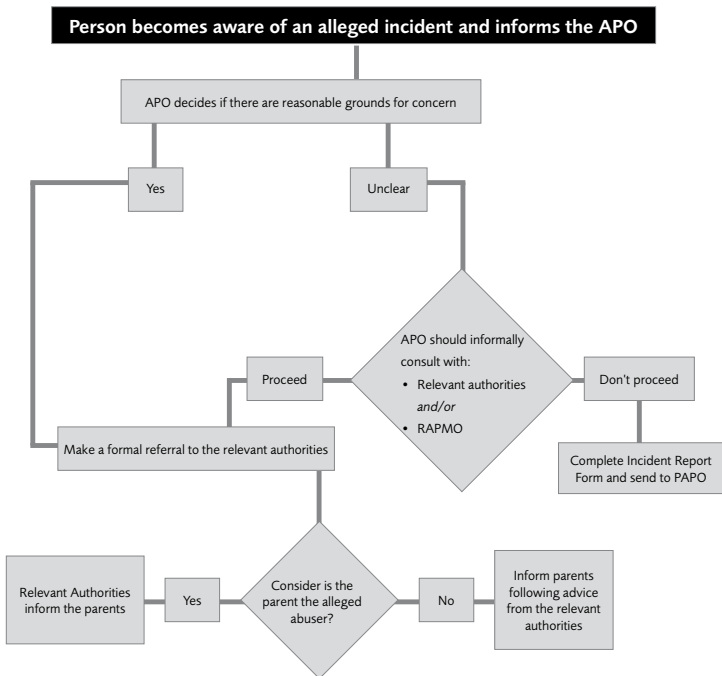 Person becomes aware of an alleged incident and informs the APO
APO decides if there are reasonable grounds for concern
Yes
Unclear
APO should informally
consult with:
• Relevant authorities
and/or
• RAPMO
Proceed
Don't proceed
Make a formal referral to the relevant authorities
Complete Incident Report
Form and send to PAPO
Consider is the
parent the alleged
abuser?
Yes
Relevant Authorities
inform the parents
No
Inform parents
following advice
from the relevant
authorities